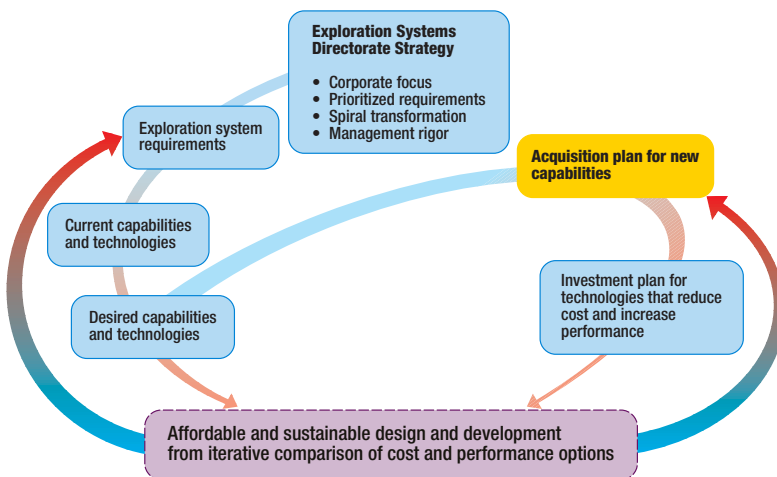 Exploration Systems
Directorate Strategy
• Corporate focus
• Prioritized requirements
• Spiral transformation
• Management rigor
Exploration system
requirements
Acquisition plan for new
capabilities
Current capabilities
and technologies
Desired capabilities
and technologies
Investment plan for
technologies that reduce
cost and increase
performance
Affordable and sustainable design and development
from iterative comparison of cost and performance options